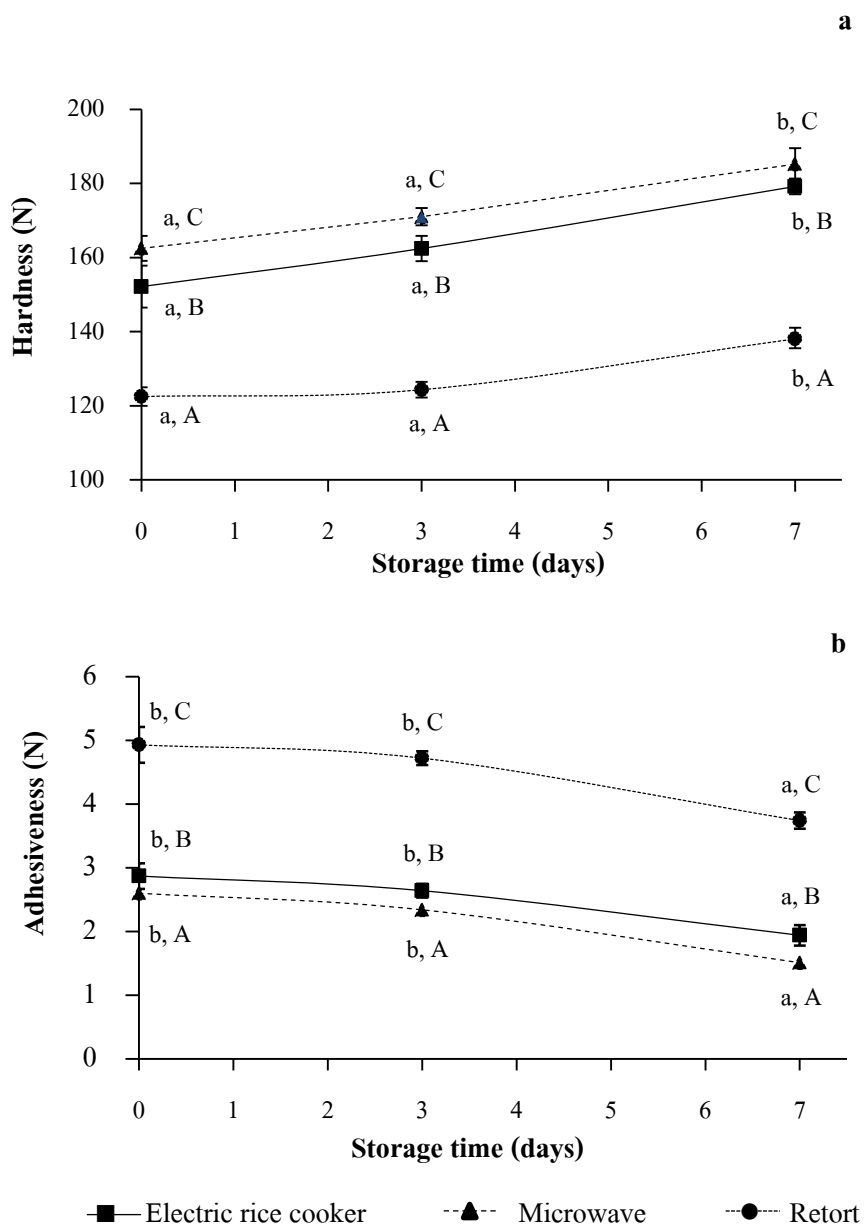 a
200
180
160
140
120
100
Hardness (N)
a, C
a, C
b, C
a, B
a, B
b, B
a, A
a, A
b, A
0 1 2 3 4 5 6 7
Storage time (days)
b
6
5
4
3
2
1
0
Adhesiveness (N)
b, C
b, C
a, C
b, B
b, B
a, B
b, A
b, A
a, A
0 1 2 3 4 5 6 7
Storage time (days)
Electric rice cooker Microwave Retort